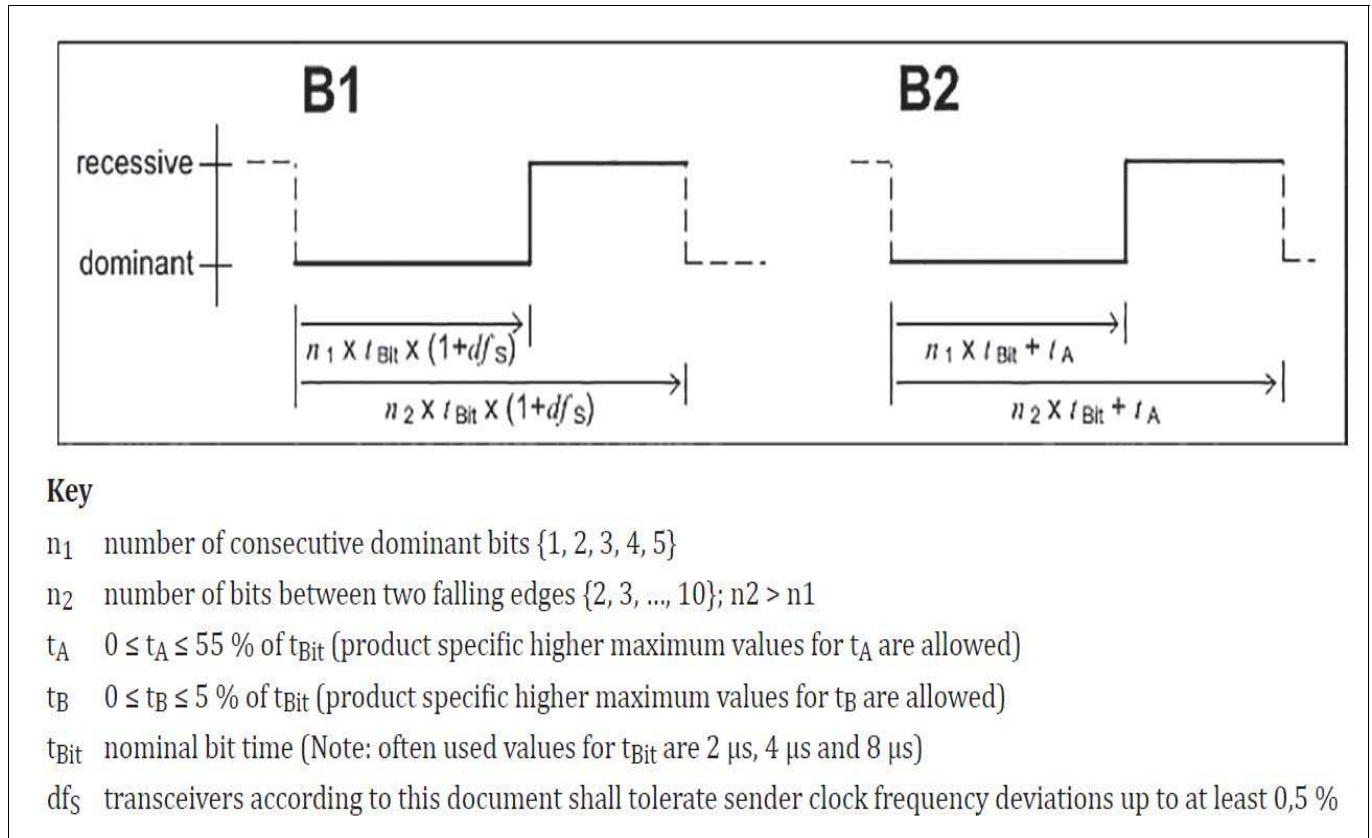 B1 B2
recessive
dominant
n1 x tBit x (1+dfS) n1 x tBit + tA
n2 x tBit x (1+dfS) n2 x tBit + tA
Key
n1 number of consecutive dominant bits {1, 2, 3, 4, 5}
n2 number of bits between two falling edges {2, 3, ..., 10}; n2 > n1
tA 0 ≤ tA ≤ 55 % of tBit (product specific higher maximum values for tA are allowed)
tB 0 ≤ tB ≤ 5 % of tBit (product specific higher maximum values for tB are allowed)
tBit nominal bit time (Note: often used values for tBit are 2 μs, 4 μs and 8 μs)
dfS transceivers according to this document shall tolerate sender clock frequency deviations up to at least 0,5 %